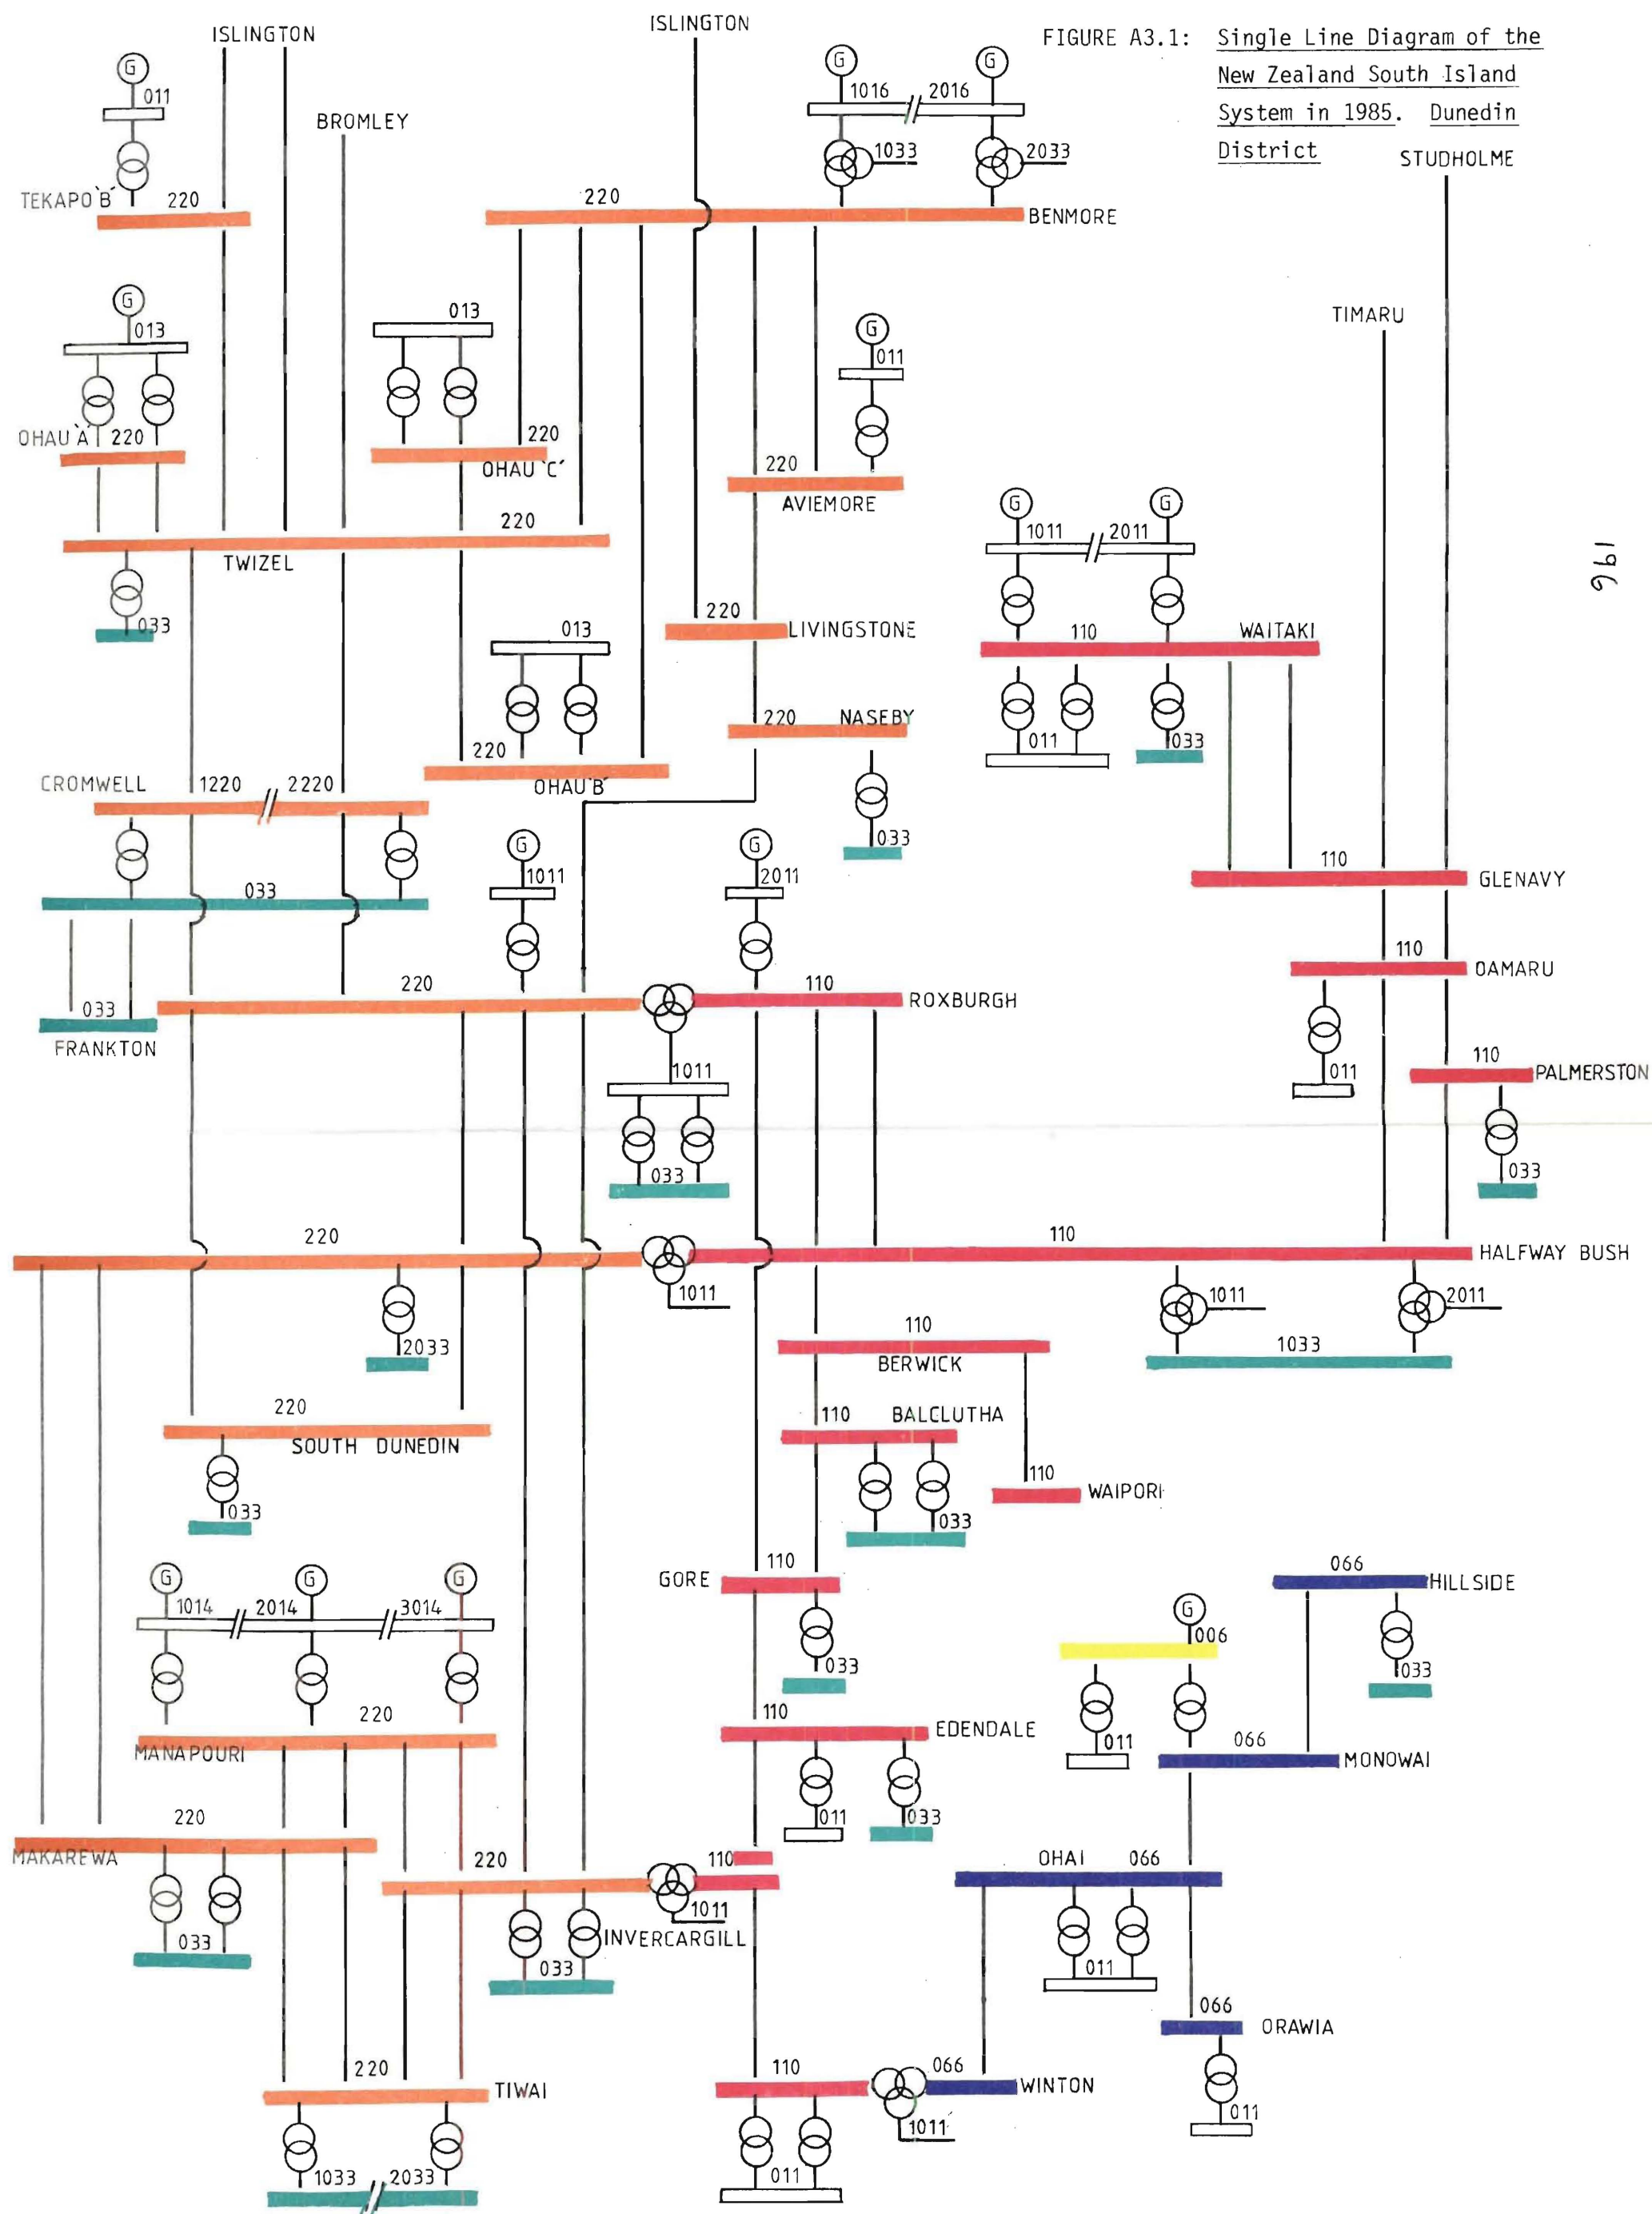 FIGURE A3.1: Single Line Diagram of the
New Zealand South Island
System in 1985. Dunedin
District
196
ISLINGTON
ISLINGTON
BROMLEY
STUDHOLME
TIMARU
G
011
TEKAPO `B´
220
G
G
1016 2016
1033
2033
220
BENMORE
G
013
OHAU `A´
220
013
220
OHAU `C´
G
011
220
AVIEMORE
220
TWIZEL
033
G
G
1011 2011
110
WAITAKI
011
033
220
LIVINGSTONE
013
220
OHAU `B´
220
NASEBY
033
CROMWELL
1220 2220
033
033
FRANKTON
G
1011
G
2011
110
GLENAVY
110
OAMARU
011
110
PALMERSTON
033
220
110
ROXBURGH
1011
033
220
2033
1011
110
HALFWAY BUSH
1011
2011
1033
110
BERWICK
220
SOUTH DUNEDIN
033
110
BALCLUTHA
033
110
WAIPORI
G
G
G
1014 2014 3014
220
MANAPOURI
GORE
110
033
066
HILLSIDE
033
G
006
011
066
MONOWAI
110
EDENDALE
011
033
220
MAKAREWA
033
220
110
1011
INVERCARGILL
033
OHAI 066
011
066
ORAWIA
011
220
TIWAI
1033 2033
110
011
066
WINTON
1011